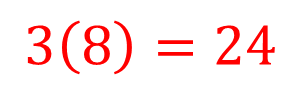 3(8) = 24